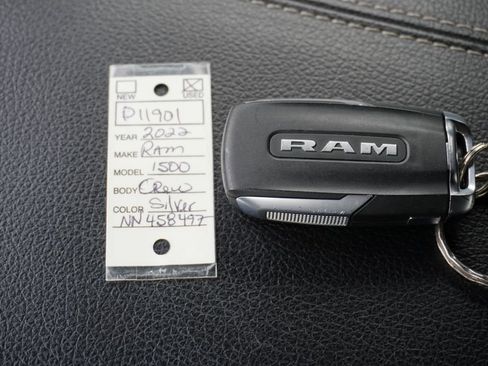 NEW USED
P11901
YEAR 2022
MAKE RAM
MODEL 1500
BODY Crew
COLOR Silver
NN458497
RAM